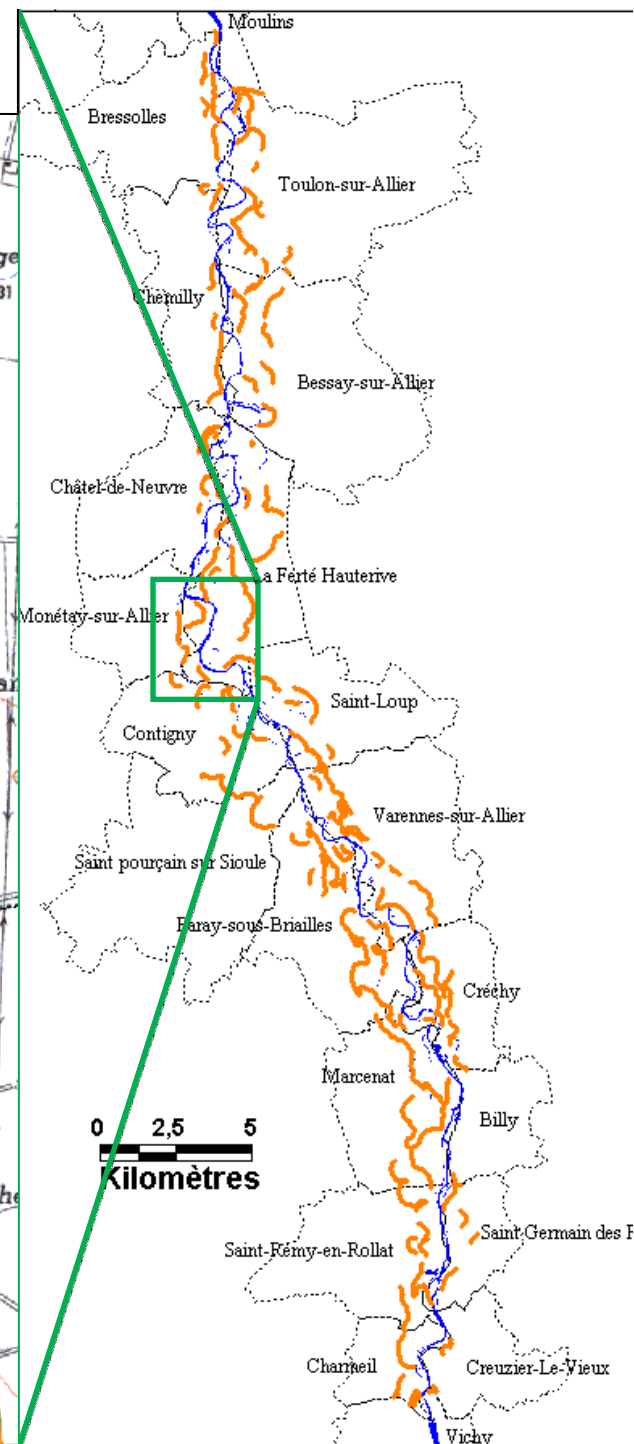 Moulins
Bressolles
Toulon-sur-Allier
Chemilly
Bessay-sur-Allier
Châtel-de-Neuvre
La Ferté Hauterive
Monétay-sur-Allier
Saint-Loup
Contigny
Varennes-sur-Allier
Saint pourçain sur Sioule
Paray-sous-Briailles
Créchy
Marcenat
Billy
0 2,5 5
Kilomètres
Saint Germain des F
Saint-Rémy-en-Rollat
Charmeil
Creuzier-Le-Vieux
Vichy